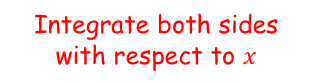 Integrate both sides
with respect to x